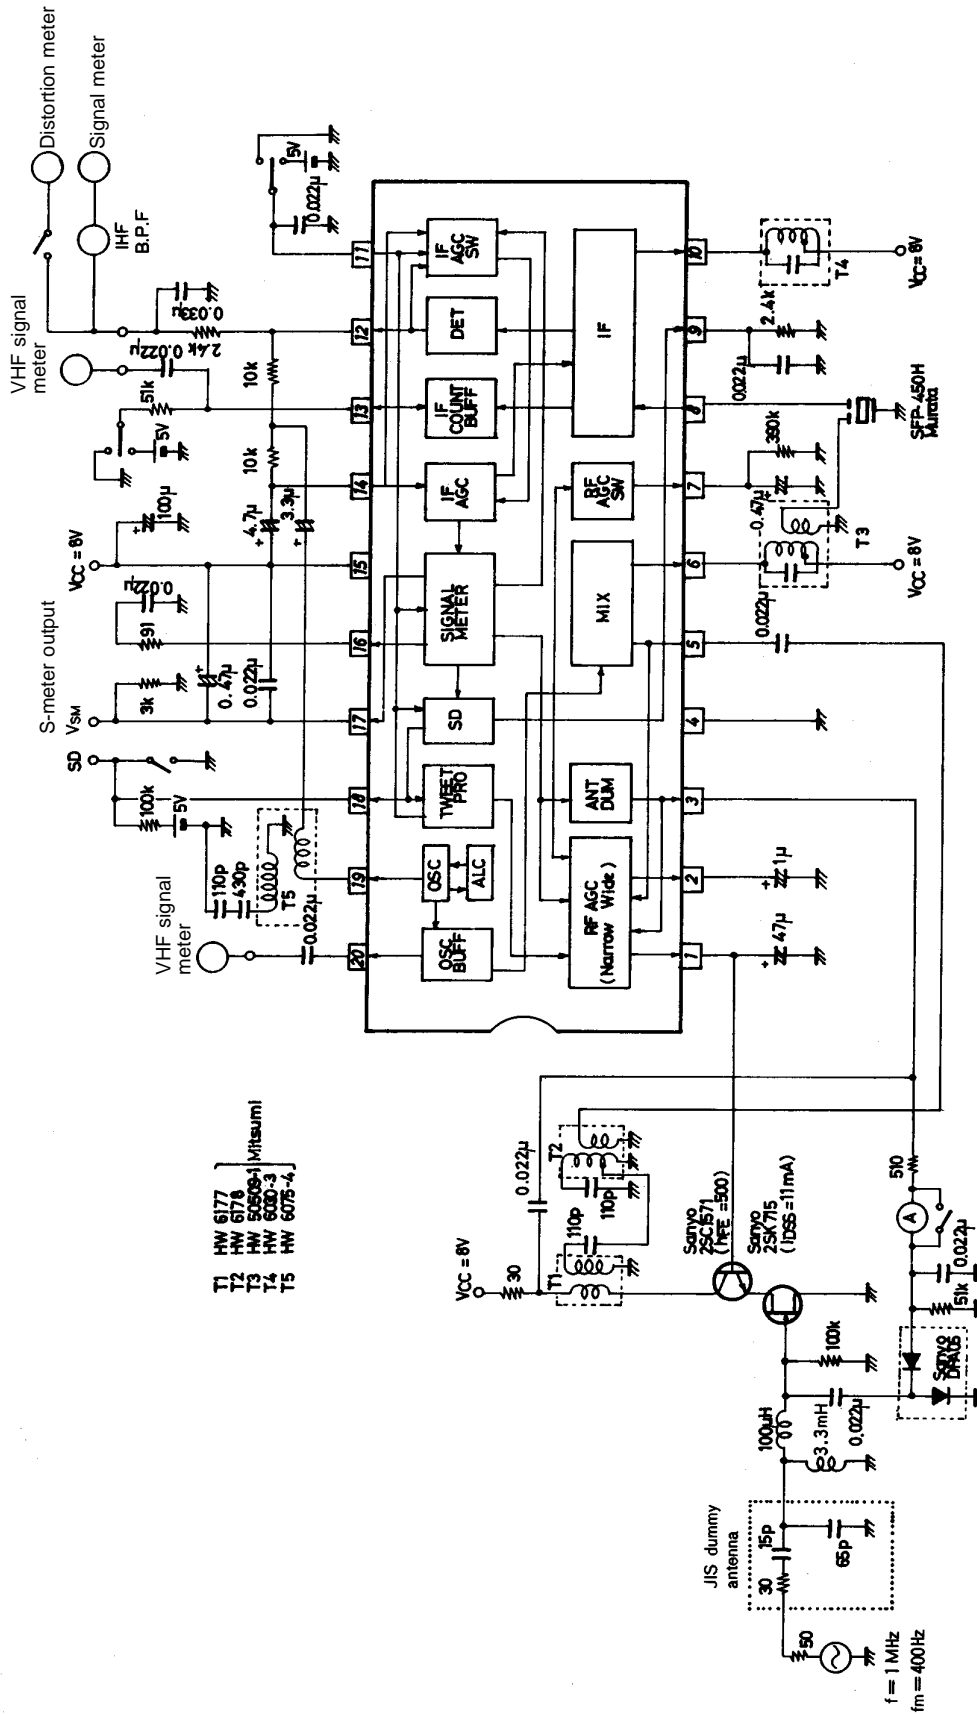 Distortion meter
Signal meter
IHF
B.P.F
VHF signal
meter
0.033μ
2.4k
0.022μ
51k
5V
10k
10k
100μ
4.7μ
3.3μ
VCC = 8V
0.022μ
91
S-meter output
VSM
3k
0.47μ
0.022μ
SD
100k
5V
110p
430p
T5
VHF signal
meter
0.022μ
5V
0.022μ
20
19
18
17
16
15
14
13
12
11
OSC
BUFF
OSC
ALC
TWEET
PRO
SD
SIGNAL
METER
IF
AGC
IF
COUNT
BUFF
DET
IF
AGC
SW
RF AGC
(Narrow Wide)
ANT
DUM
MIX
RF
AGC
SW
IF
1
2
3
4
5
6
7
8
9
10
47μ
1μ
0.022μ
VCC = 8V
T3
0.47μ
390k
SFP-450H
Murata
0.022μ
2.4k
T4
VCC = 8V
T1 HW 6177
T2 HW 6178
T3 HW 50509-1
T4 HW 6030-3
T5 HW 6075-4
Mitsumi
0.022μ
VCC = 8V
30
T1
T2
110p
110p
Sanyo
2SC1571
(hFE = 500)
Sanyo
2SK715
(IDSS = 11mA)
510
A
0.022μ
51k
Sanyo
100k
100μH
3.3mH
0.022μ
JIS dummy
antenna
30
15p
65p
50
f = 1 MHz
fm = 400Hz